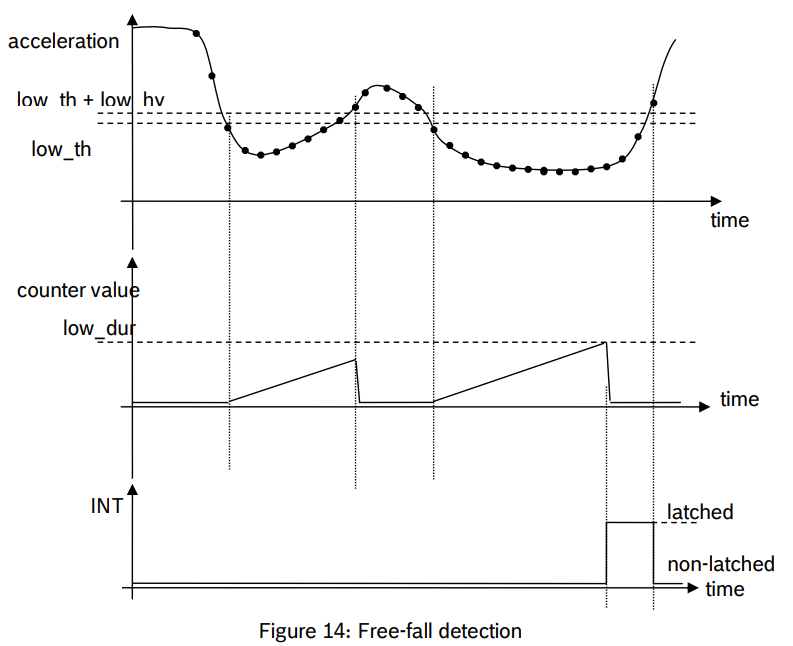 acceleration
low_th + low_hy
low_th
time
counter value
low_dur
time
INT
latched
non-latched
time
Figure 14: Free-fall detection